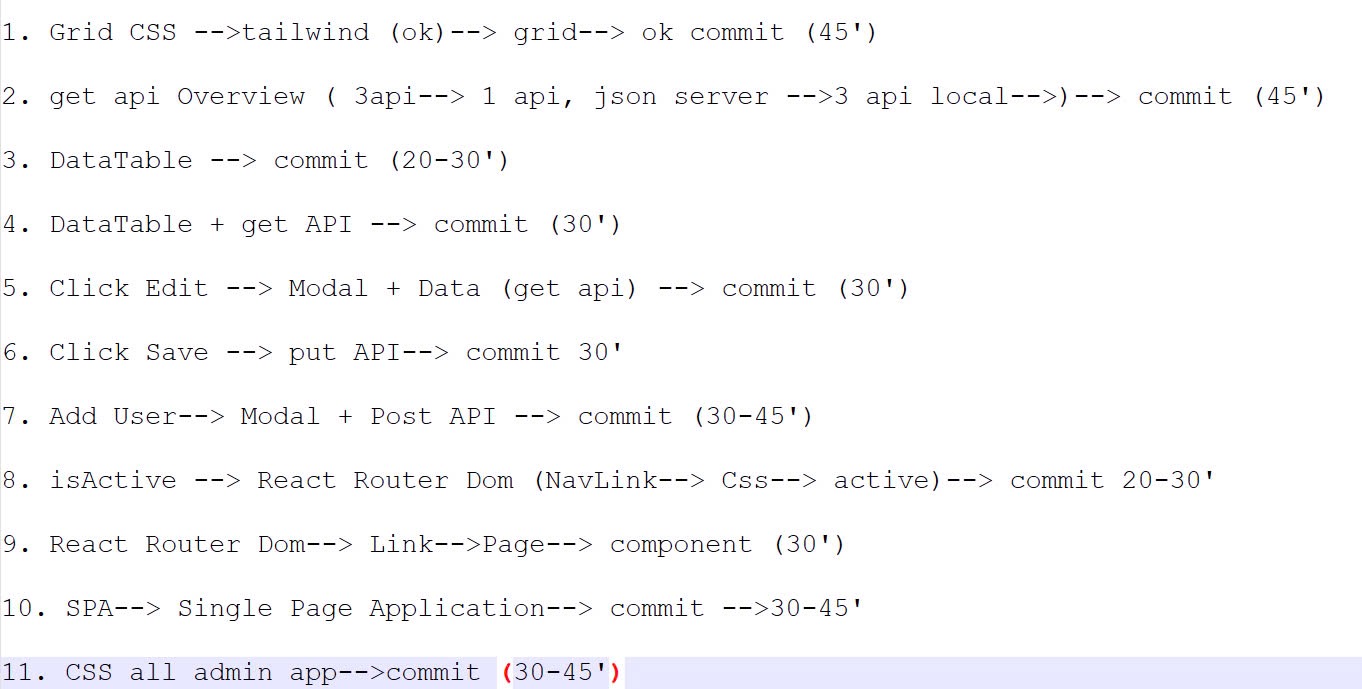 1. Grid CSS -->tailwind (ok)--> grid--> ok commit (45')
2. get api Overview ( 3api--> 1 api, json server -->3 api local-->)--> commit (45')
3. DataTable --> commit (20-30')
4. DataTable + get API --> commit (30')
5. Click Edit --> Modal + Data (get api) --> commit (30')
6. Click Save --> put API--> commit 30'
7. Add User--> Modal + Post API --> commit (30-45')
8. isActive --> React Router Dom (NavLink--> Css--> active)--> commit 20-30'
9. React Router Dom--> Link-->Page--> component (30')
10. SPA--> Single Page Application--> commit -->30-45'
11. CSS all admin app-->commit (30-45')